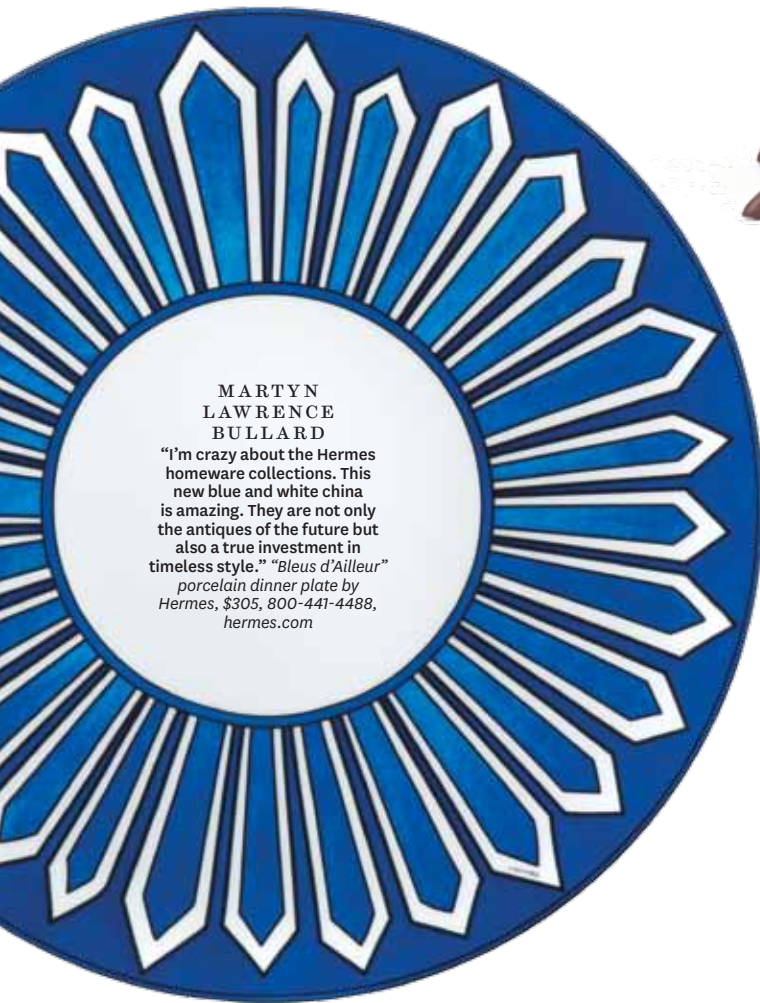 MARTYN
LAWRENCE
BULLARD
“I’m crazy about the Hermes
homeware collections. This
new blue and white china
is amazing. They are not only
the antiques of the future but
also a true investment in
timeless style.” “Bleus d’Ailleur”
porcelain dinner plate by
Hermes, $305, 800-441-4488,
hermes.com